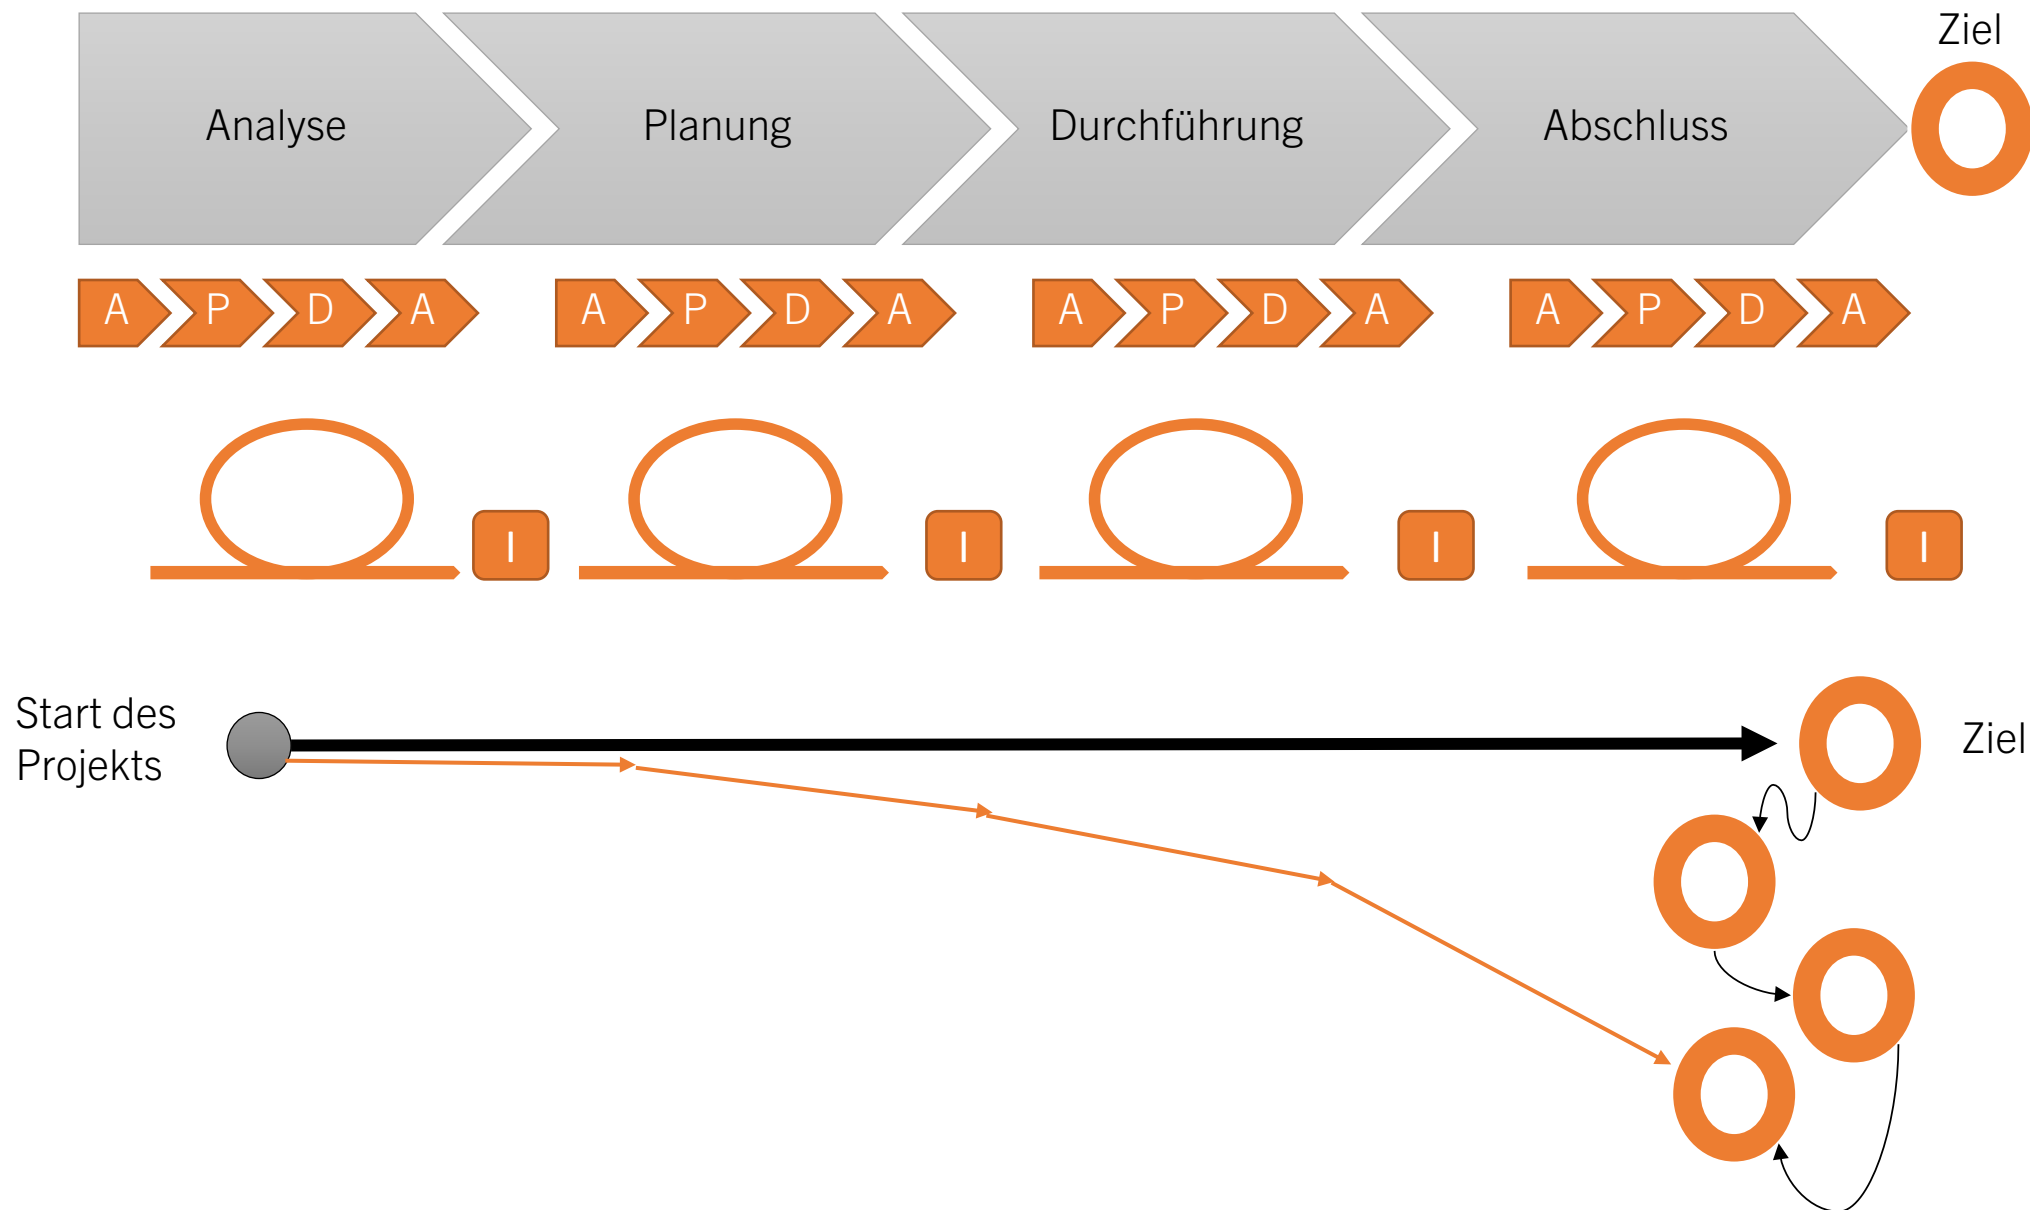 Ziel
Analyse Planung Durchführung Abschluss
A P D A A P D A A P D A A P D A
I I I I
Start des
Projekts
Ziel